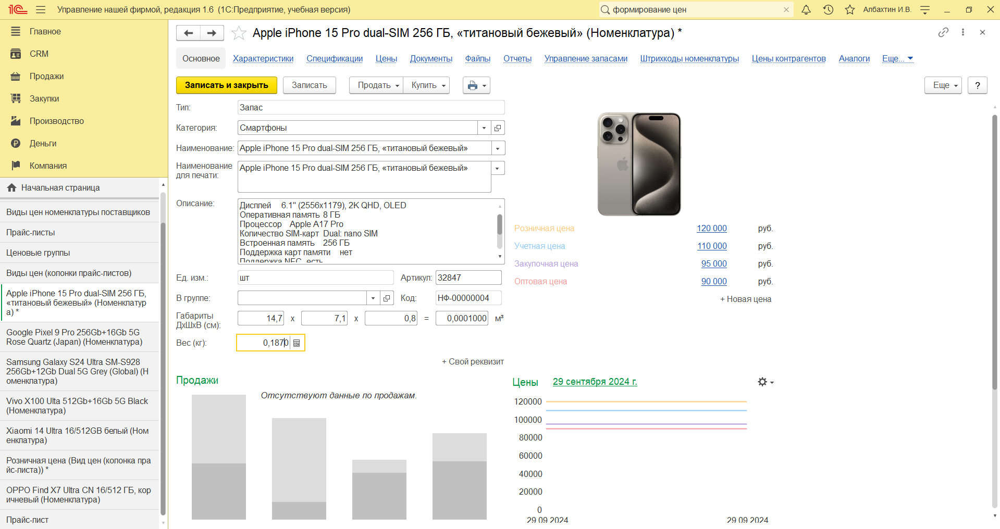 Управление нашей фирмой, редакция 1.6 (1С:Предприятие, учебная версия)
формирование цен
Албахтин И.В.
Главное
CRM
Продажи
Закупки
Производство
Деньги
Компания
Начальная страница
Виды цен номенклатуры поставщиков
Прайс-листы
Ценовые группы
Виды цен (колонки прайс-листов)
Apple iPhone 15 Pro dual-SIM 256 ГБ,
«титановый бежевый» (Номенклатур
а) *
Google Pixel 9 Pro 256Gb+16Gb 5G
Rose Quartz (Japan) (Номенклатура)
Samsung Galaxy S24 Ultra SM-S928
256Gb+12Gb Dual 5G Grey (Global) (Н
оменклатура)
Vivo X100 Ulta 512Gb+16Gb 5G Black
(Номенклатура)
Xiaomi 14 Ultra 16/512GB белый (Ном
енклатура)
Розничная цена (Вид цен (колонка пра
йс-листа)) *
OPPO Find X7 Ultra CN 16/512 ГБ, кор
ичневый (Номенклатура)
Прайс-лист
Apple iPhone 15 Pro dual-SIM 256 ГБ, «титановый бежевый» (Номенклатура) *
Основное Характеристики Спецификации Цены Документы Файлы Отчеты Управление запасами Штрихкоды номенклатуры Цены контрагентов Аналоги Еще...
Записать и закрыть Записать Продать Купить Еще ?
Тип: Запас
Категория: Смартфоны
Наименование: Apple iPhone 15 Pro dual-SIM 256 ГБ, «титановый бежевый»
Наименование
для печати:
Apple iPhone 15 Pro dual-SIM 256 ГБ, «титановый бежевый»
Описание:
Дисплей 6.1" (2556x1179), 2K QHD, OLED
Оперативная память 8 ГБ
Процессор Apple A17 Pro
Количество SIM-карт Dual: nano SIM
Встроенная память 256 ГБ
Поддержка карт памяти нет
Поддержка NFC есть
Ед. изм.: шт Артикул: 32847
В группе: Код: НФ-00000004
Габариты
ДхШхВ (см):
14,7 x 7,1 x 0,8 = 0,0001000 м³
Вес (кг): 0,1870
+ Свой реквизит
Розничная цена 120 000 руб.
Учетная цена 110 000 руб.
Закупочная цена 95 000 руб.
Оптовая цена 90 000 руб.
+ Новая цена
Продажи
Отсутствуют данные по продажам.
Цены 29 сентября 2024 г.
120000
100000
80000
60000
40000
20000
0
29.09.2024 29.09.2024